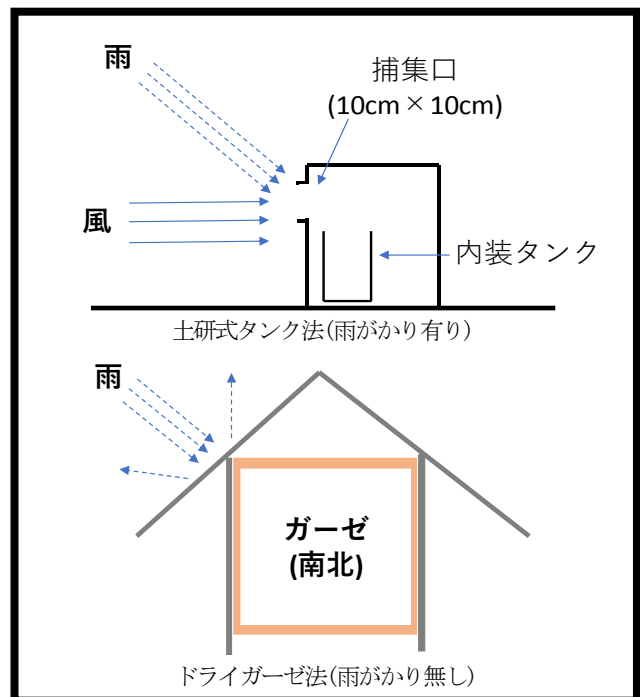 雨
捕集口
(10cm×10cm)
風
内装タンク
土研式タンク法(雨がかり有り)
雨
ガーゼ
(南北)
ドライガーゼ法(雨がかり無し)